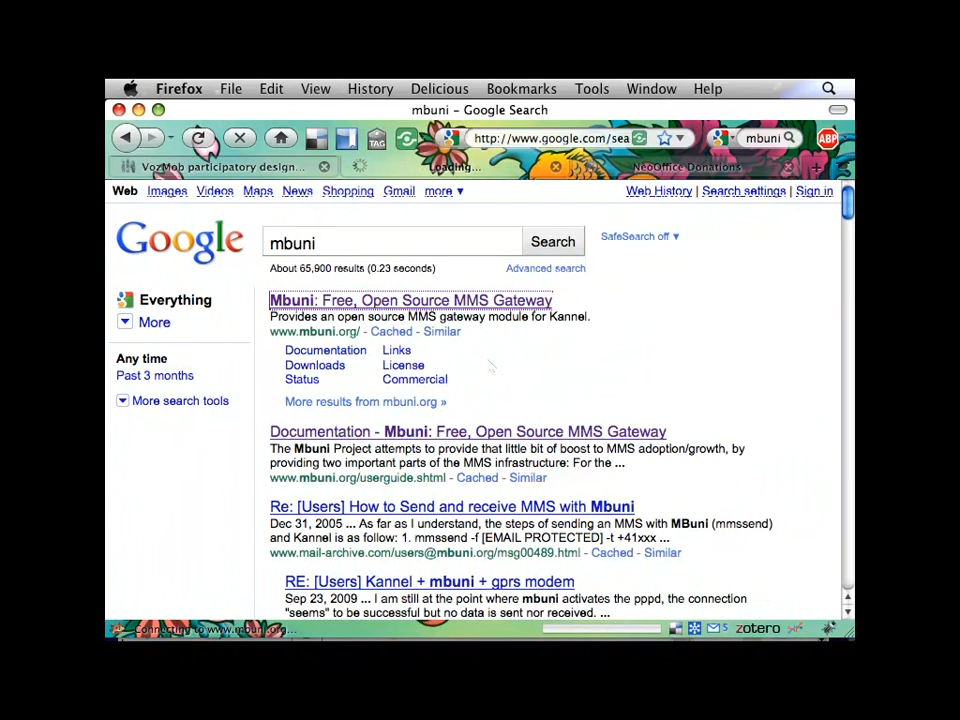 Firefox File Edit View History Delicious Bookmarks Tools Window Help
mbuni – Google Search
TAG http://www.google.com/sea mbuni ABP
VozMob participatory design... Loading... NeoOffice Donations
Web Images Videos Maps News Shopping Gmail more ▼ Web History | Search settings | Sign in
Google mbuni Search SafeSearch off ▼
About 65,900 results (0.23 seconds) Advanced search
Everything
More
Any time
Past 3 months
More search tools
Mbuni: Free, Open Source MMS Gateway
Provides an open source MMS gateway module for Kannel.
www.mbuni.org/ - Cached - Similar
Documentation Links
Downloads License
Status Commercial
More results from mbuni.org »
Documentation - Mbuni: Free, Open Source MMS Gateway
The Mbuni Project attempts to provide that little bit of boost to MMS adoption/growth, by
providing two important parts of the MMS infrastructure: For the ...
www.mbuni.org/userguide.shtml - Cached - Similar
Re: [Users] How to Send and receive MMS with Mbuni
Dec 31, 2005 ... As far as I understand, the steps of sending an MMS with MBuni (mmssend)
and Kannel is as follow: 1. mmssend -f [EMAIL PROTECTED] -t +41xxx ...
www.mail-archive.com/users@mbuni.org/msg00489.html - Cached - Similar
RE: [Users] Kannel + mbuni + gprs modem
Sep 23, 2009 ... I am still at the point where mbuni activates the pppd, the connection
"seems" to be successful but no data is sent nor received. ...
Connecting to www.mbuni.org... 5 zotero